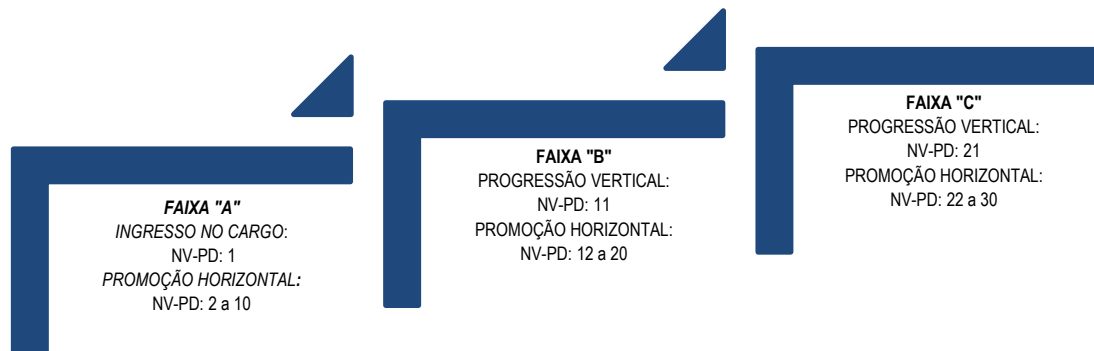 FAIXA "A"
INGRESSO NO CARGO:
NV-PD: 1
PROMOÇÃO HORIZONTAL:
NV-PD: 2 a 10
FAIXA "B"
PROGRESSÃO VERTICAL:
NV-PD: 11
PROMOÇÃO HORIZONTAL:
NV-PD: 12 a 20
FAIXA "C"
PROGRESSÃO VERTICAL:
NV-PD: 21
PROMOÇÃO HORIZONTAL:
NV-PD: 22 a 30